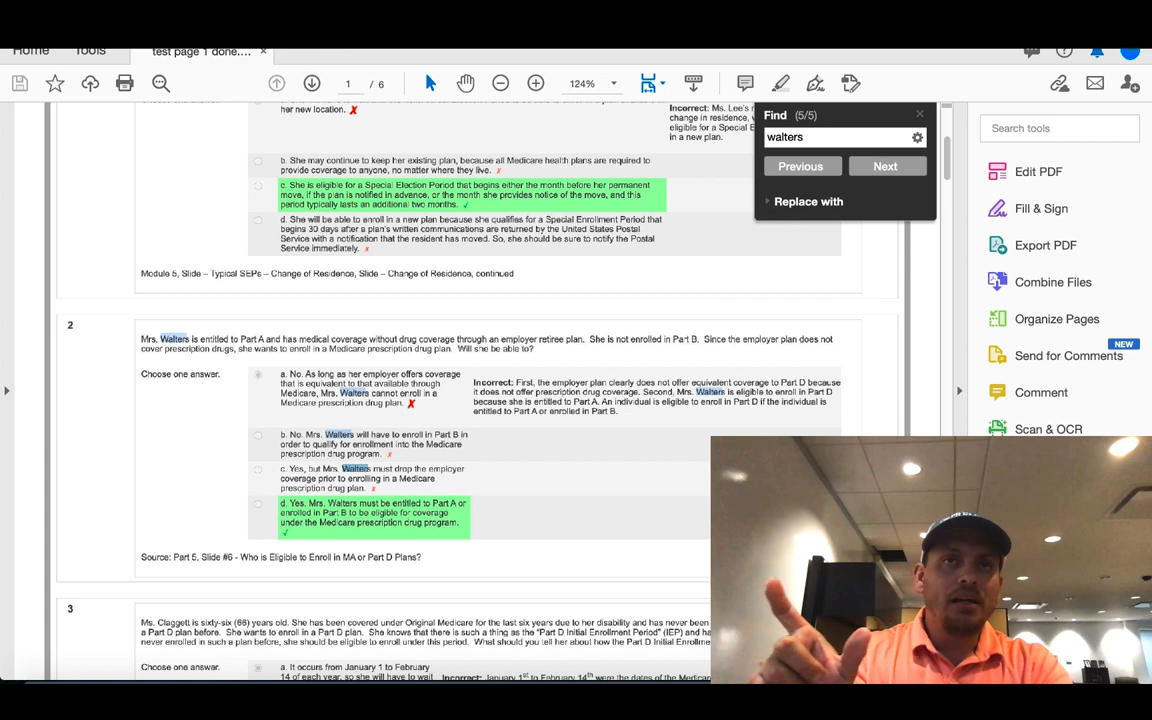 Home Tools test page 1 done.... ×
1 / 6 124%
her new location. ✗
Incorrect: Ms. Lee's
change in residence,
eligible for a Special E
in a new plan.
Find (5/5)
walters
Previous Next
Replace with
Search tools
Edit PDF
Fill & Sign
Export PDF
Combine Files
Organize Pages
NEW
Send for Comments
Comment
Scan & OCR
b. She may continue to keep her existing plan, because all Medicare health plans are required to
provide coverage to anyone, no matter where they live. ✗
c. She is eligible for a Special Election Period that begins either the month before her permanent
move, if the plan is notified in advance, or the month she provides notice of the move, and this
period typically lasts an additional two months. ✓
d. She will be able to enroll in a new plan because she qualifies for a Special Enrollment Period that
begins 30 days after a plan's written communications are returned by the United States Postal
Service with a notification that the resident has moved. So, she should be sure to notify the Postal
Service immediately. ✗
Module 5, Slide – Typical SEPs – Change of Residence, Slide – Change of Residence, continued
2
Mrs. Walters is entitled to Part A and has medical coverage without drug coverage through an employer retiree plan. She is not enrolled in Part B. Since the employer plan does not
cover prescription drugs, she wants to enroll in a Medicare prescription drug plan. Will she be able to?
Choose one answer.
a. No. As long as her employer offers coverage
that is equivalent to that available through
Medicare, Mrs. Walters cannot enroll in a
Medicare prescription drug plan. ✗
Incorrect: First, the employer plan clearly does not offer equivalent coverage to Part D because
it does not offer prescription drug coverage. Second, Mrs. Walters is eligible to enroll in Part D
because she is entitled to Part A. An individual is eligible to enroll in Part D if the individual is
entitled to Part A or enrolled in Part B.
b. No. Mrs. Walters will have to enroll in Part B in
order to qualify for enrollment into the Medicare
prescription drug program. ✗
c. Yes, but Mrs. Walters must drop the employer
coverage prior to enrolling in a Medicare
prescription drug plan. ✗
d. Yes. Mrs. Walters must be entitled to Part A or
enrolled in Part B to be eligible for coverage
under the Medicare prescription drug program.
✓
Source: Part 5, Slide #6 - Who is Eligible to Enroll in MA or Part D Plans?
3
Ms. Claggett is sixty-six (66) years old. She has been covered under Original Medicare for the last six years due to her disability and has never been
a Part D plan before. She wants to enroll in a Part D plan. She knows that there is such a thing as the "Part D Initial Enrollment Period" (IEP) and
never enrolled in such a plan before, she should be eligible to enroll under this period. What should you tell her about how the Part D Initial
Choose one answer.
a. It occurs from January 1 to February
14 of each year, so she will have to wait
Incorrect: January 1st to February 14th were the dates of the